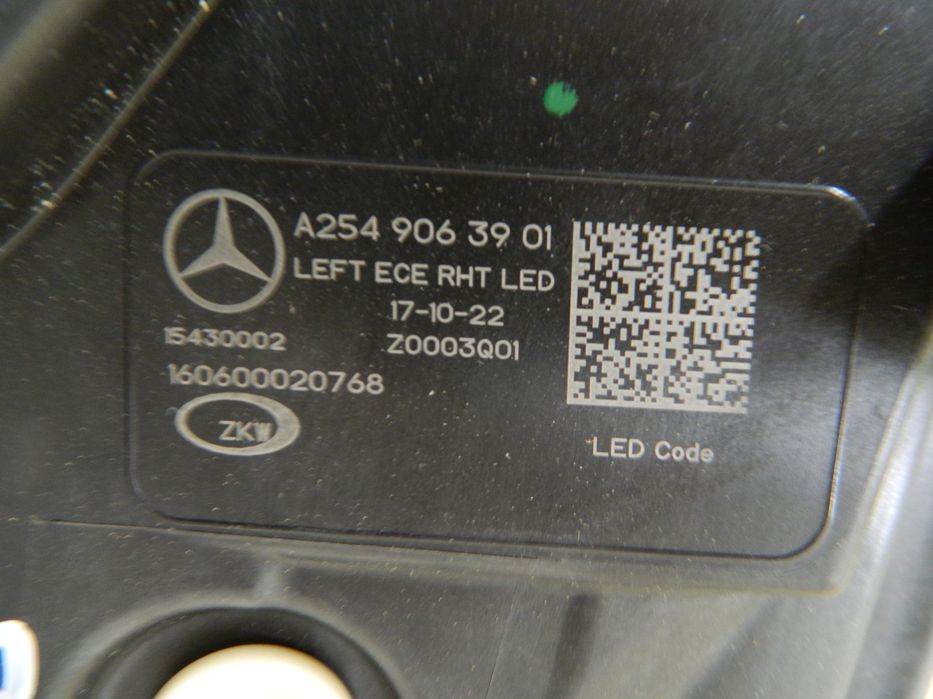 A254 906 39 01
LEFT ECE RHT LED
17-10-22
15430002
Z0003Q01
160600020768
ZKW
LED Code